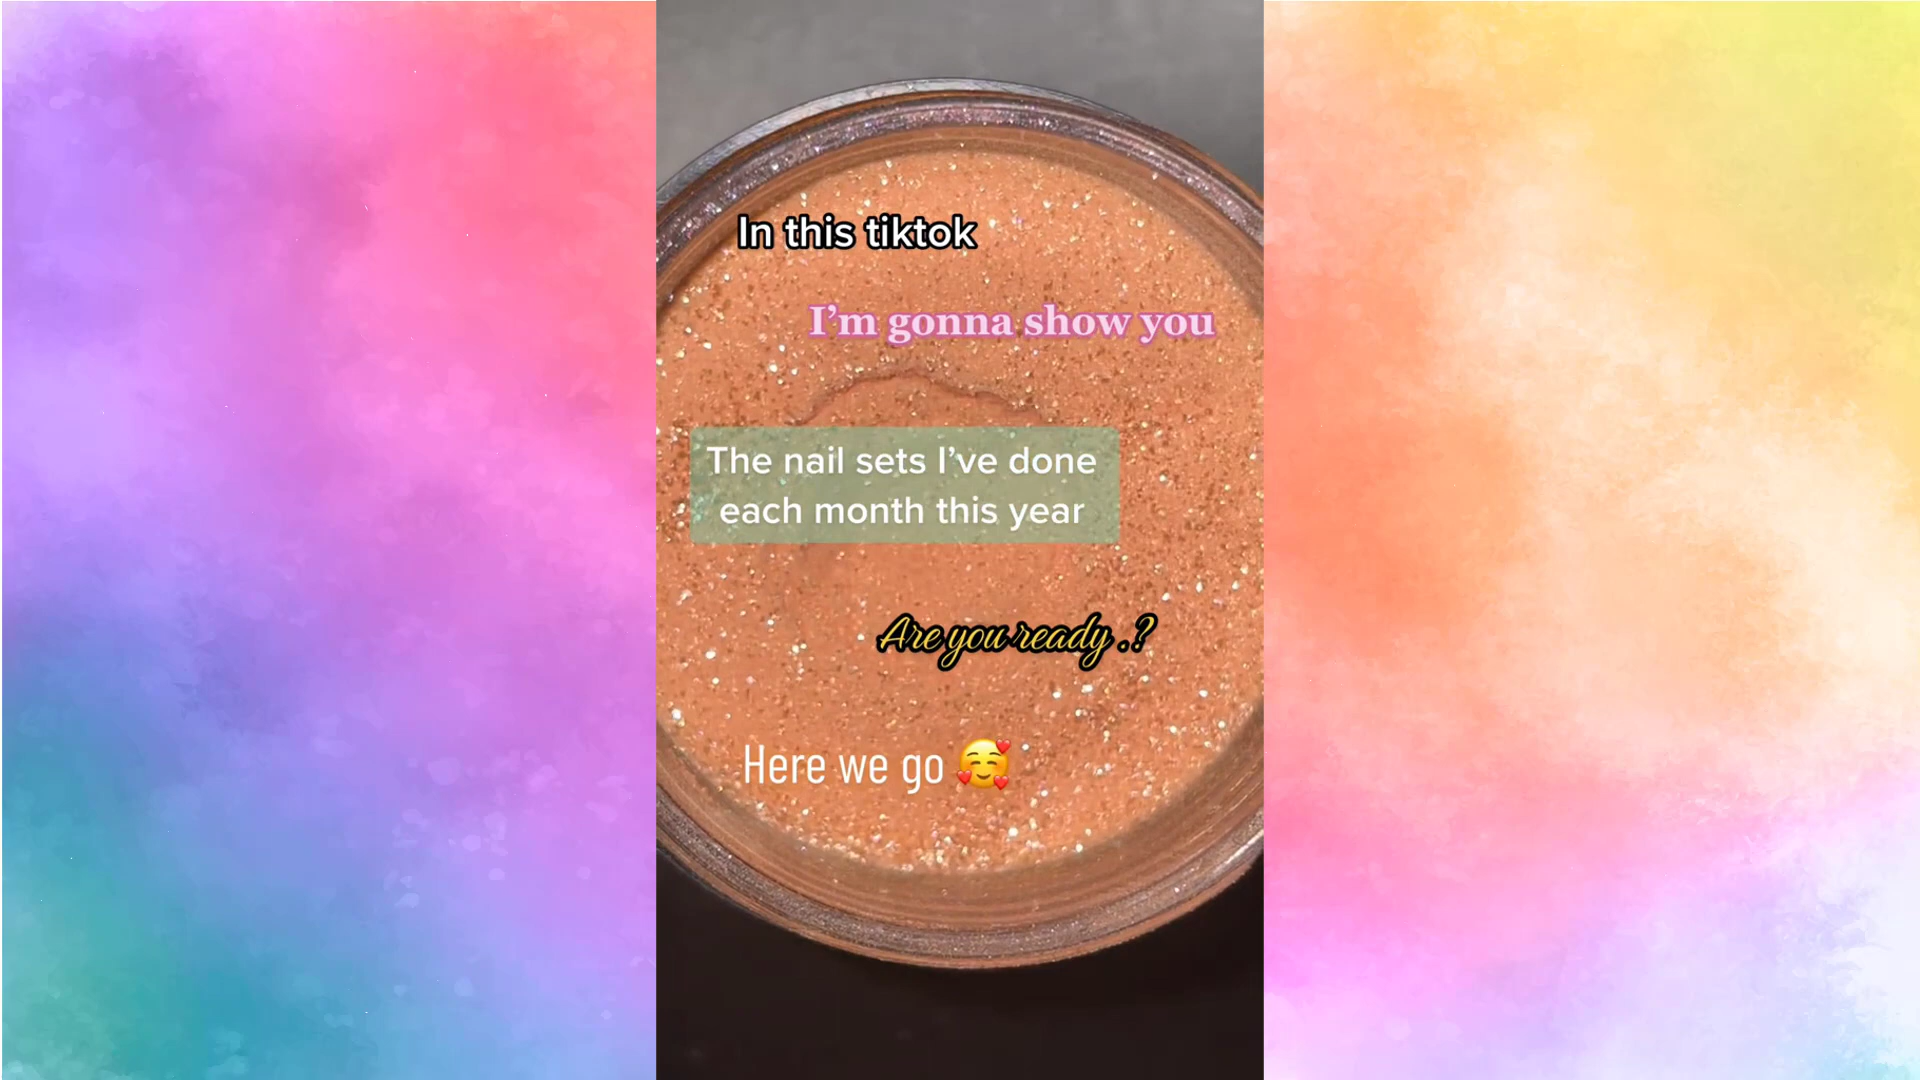 In this tiktok
I'm gonna show you
The nail sets I've done
each month this year
Are you ready .?
Here we go 🥰